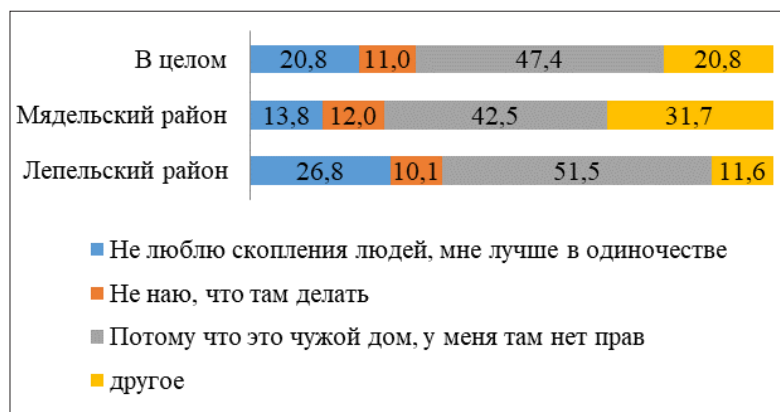 В целом 20,8 11,0 47,4 20,8
Мядельский район 13,8 12,0 42,5 31,7
Лепельский район 26,8 10,1 51,5 11,6
Не люблю скопления людей, мне лучше в одиночестве
Не наю, что там делать
Потому что это чужой дом, у меня там нет прав
другое